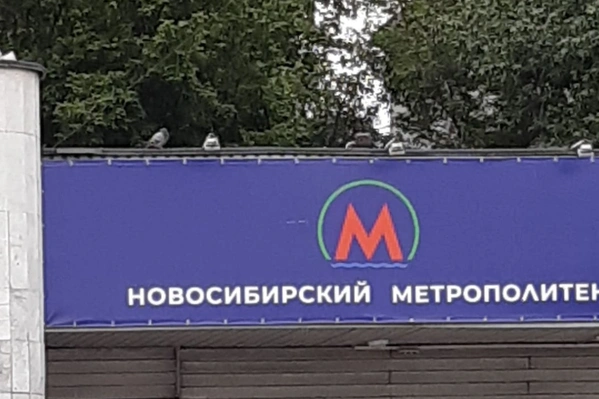 М
НОВОСИБИРСКИЙ МЕТРОПОЛИТЕН